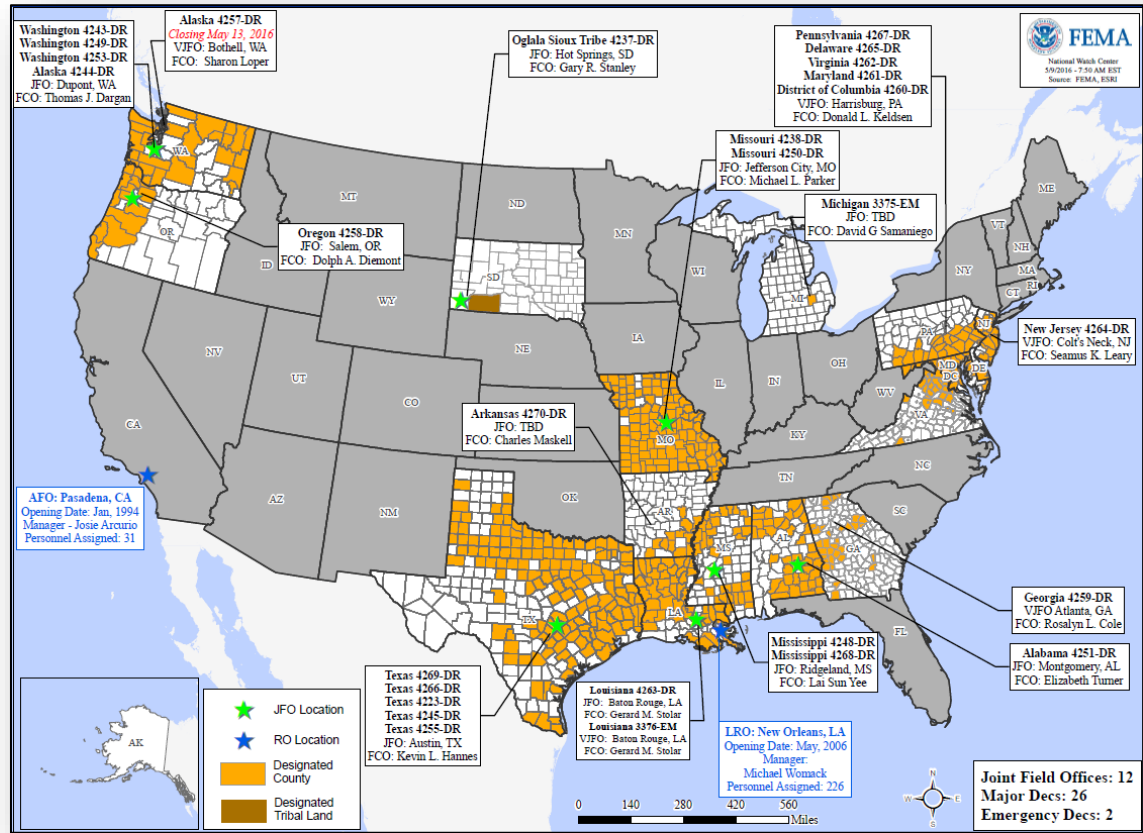 Washington 4243-DR
Washington 4249-DR
Washington 4253-DR
Alaska 4244-DR
JFO: Dupont, WA
FCO: Thomas J. Dargan
Alaska 4257-DR
Closing May 13, 2016
VJFO: Bothell, WA
FCO: Sharon Loper
Oglala Sioux Tribe 4237-DR
JFO: Hot Springs, SD
FCO: Gary R. Stanley
Pennsylvania 4267-DR
Delaware 4265-DR
Virginia 4262-DR
Maryland 4261-DR
District of Columbia 4260-DR
VJFO: Harrisburg, PA
FCO: Donald L. Keldsen
FEMA
National Watch Center
5/9/2016 - 7:50 AM EST
Source: FEMA, ESRI
Missouri 4238-DR
Missouri 4250-DR
JFO: Jefferson City, MO
FCO: Michael L. Parker
Michigan 3375-EM
JFO: TBD
FCO: David G Samaniego
Oregon 4258-DR
JFO: Salem, OR
FCO: Dolph A. Diemont
New Jersey 4264-DR
VJFO: Colt's Neck, NJ
FCO: Seamus K. Leary
Arkansas 4270-DR
JFO: TBD
FCO: Charles Maskell
AFO: Pasadena, CA
Opening Date: Jan, 1994
Manager - Josie Arcurio
Personnel Assigned: 31
Georgia 4259-DR
VJFO Atlanta, GA
FCO: Rosalyn L. Cole
Alabama 4251-DR
JFO: Montgomery, AL
FCO: Elizabeth Turner
Mississippi 4248-DR
Mississippi 4268-DR
JFO: Ridgeland, MS
FCO: Lai Sun Yee
Texas 4269-DR
Texas 4266-DR
Texas 4223-DR
Texas 4245-DR
Texas 4255-DR
JFO: Austin, TX
FCO: Kevin L. Hannes
Louisiana 4263-DR
JFO: Baton Rouge, LA
FCO: Gerard M. Stolar
Louisiana 3376-EM
VJFO: Baton Rouge, LA
FCO: Gerard M. Stolar
LRO: New Orleans, LA
Opening Date: May, 2006
Manager:
Michael Womack
Personnel Assigned: 226
WA
OR
ID
MT
ND
SD
MN
WI
MI
WY
NE
IA
NV
UT
CO
CA
AZ
NM
OK
TX
MO
AR
LA
MS
AL
GA
FL
TN
KY
IL
IN
OH
WV
VA
NC
SC
PA
NY
NJ
DE
MD
DC
CT
RI
MA
NH
VT
ME
AK
JFO Location
RO Location
Designated
County
Designated
Tribal Land
0 140 280 420 560
Miles
N
W
E
S
Joint Field Offices: 12
Major Decs: 26
Emergency Decs: 2